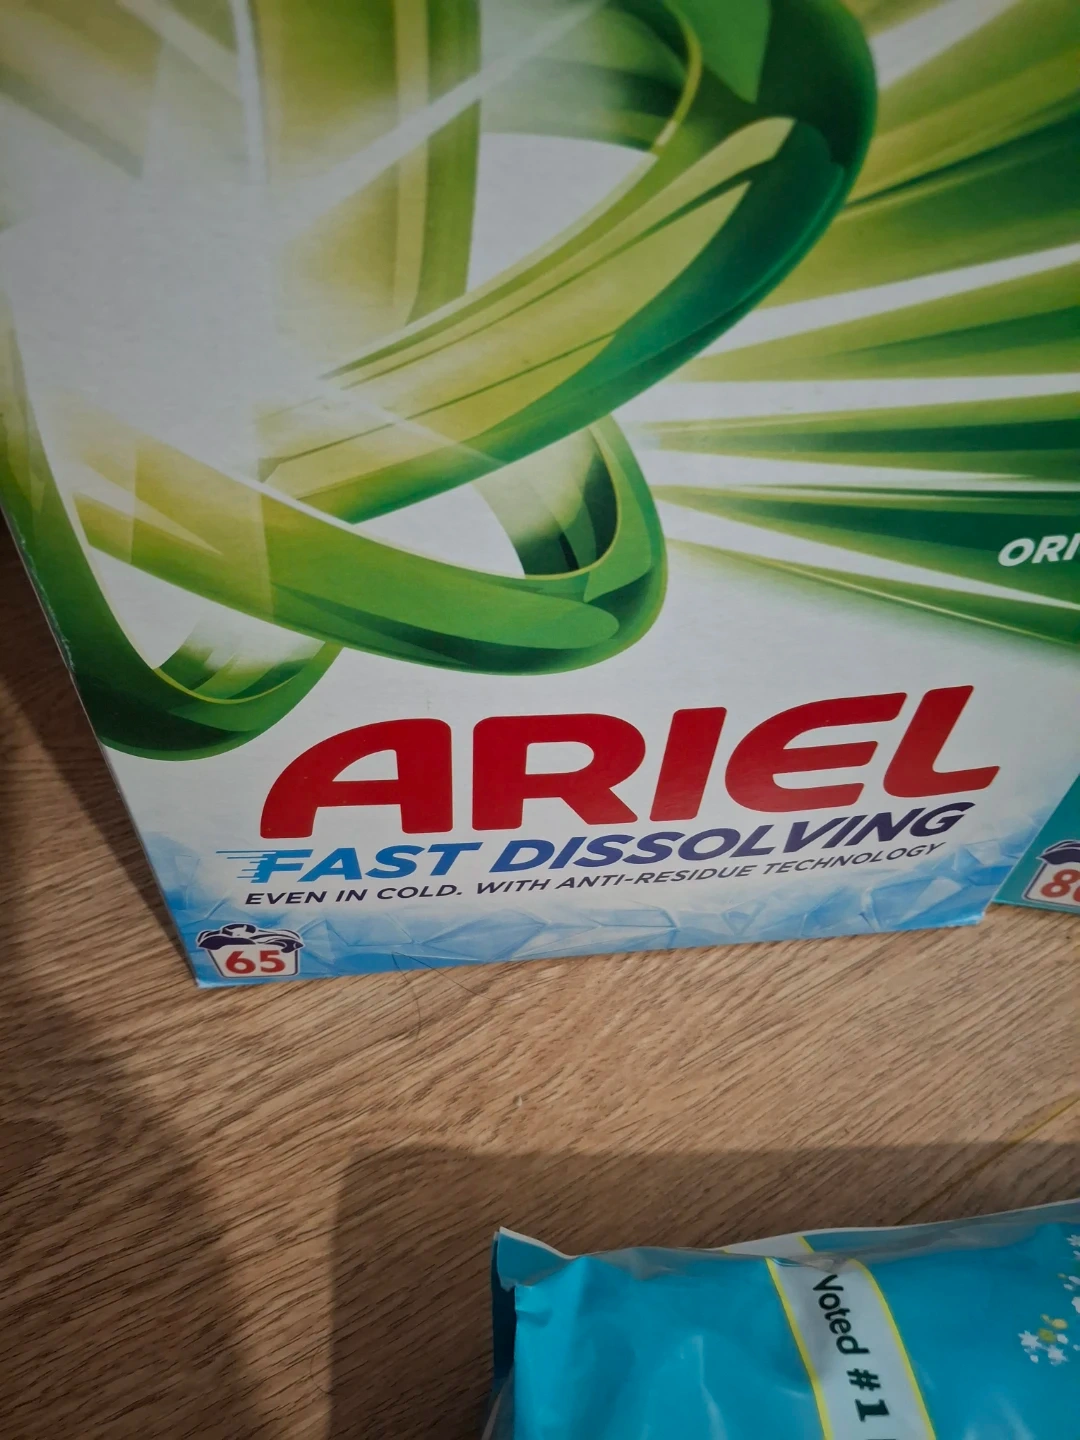 ARIEL
FAST DISSOLVING
EVEN IN COLD. WITH ANTI-RESIDUE TECHNOLOGY
65
Voted #1